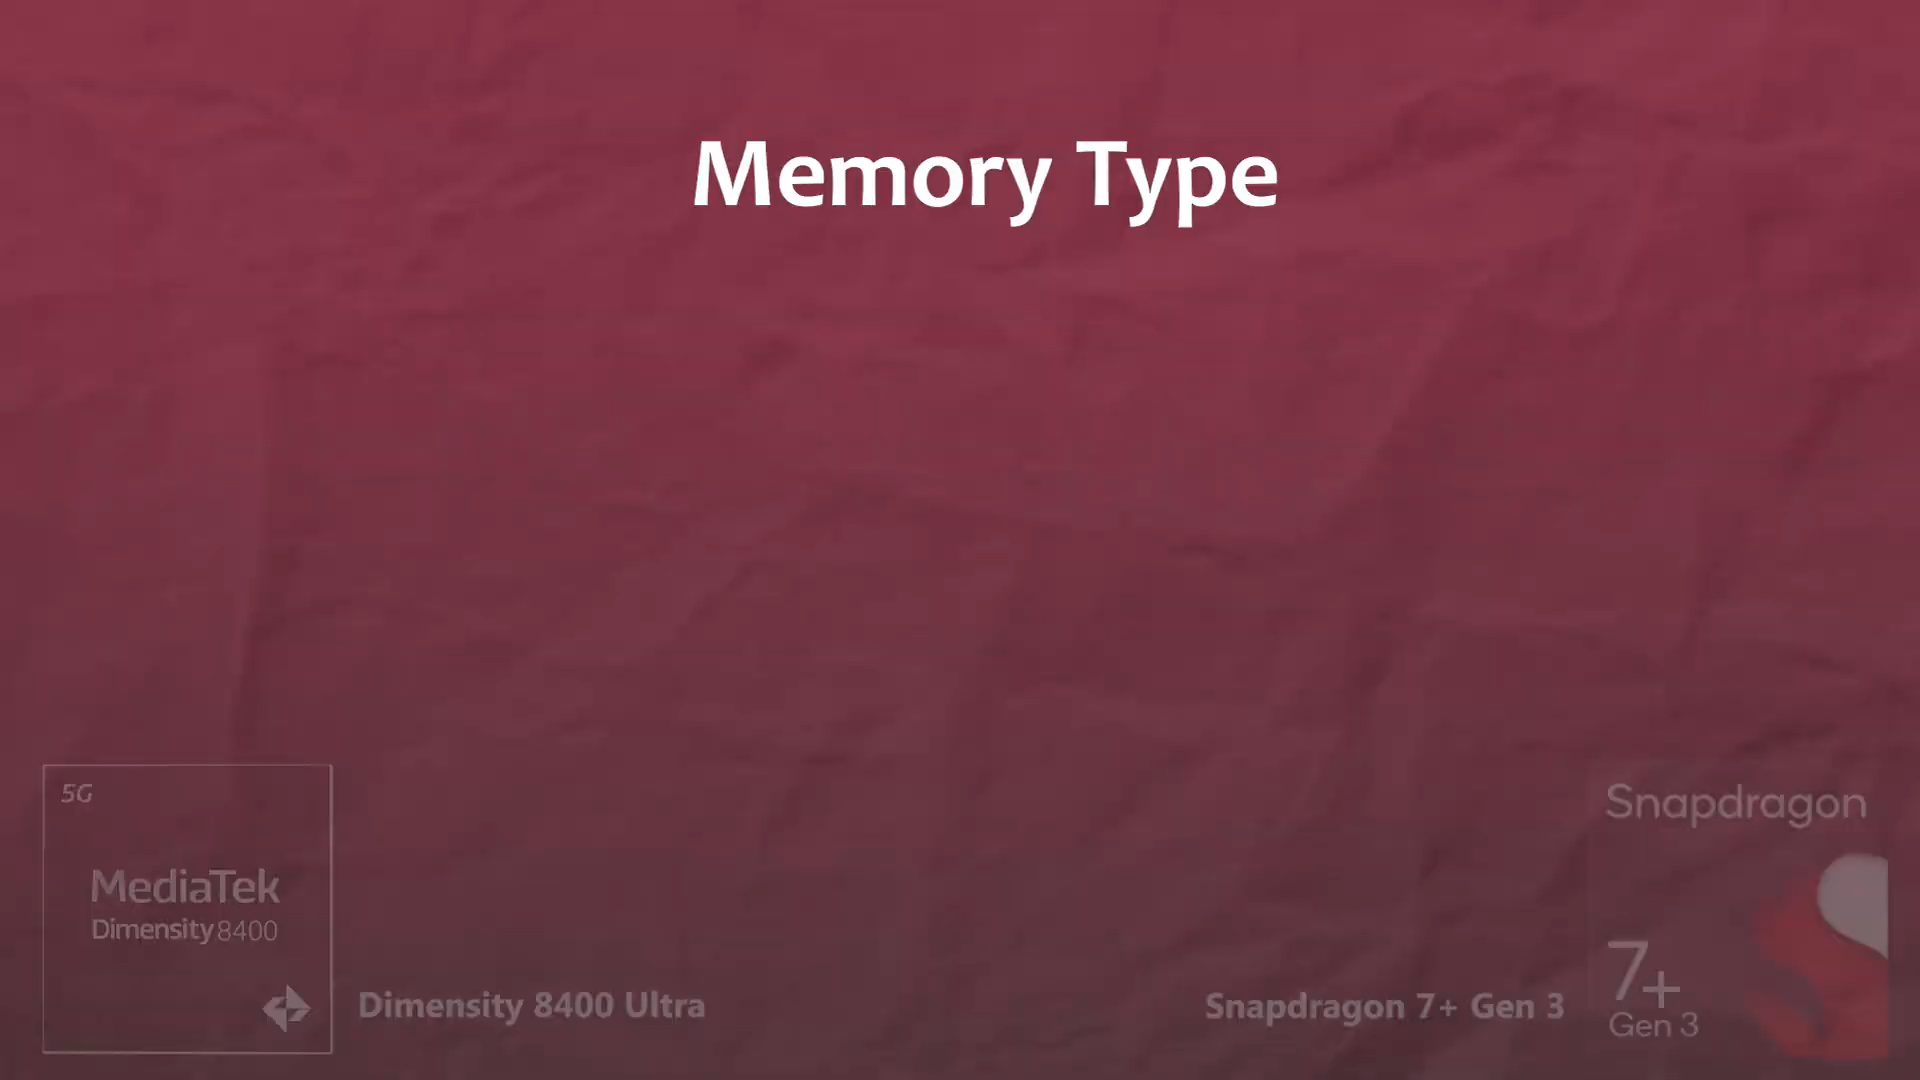 Memory Type
5G
MediaTek
Dimensity 8400
Dimensity 8400 Ultra
Snapdragon 7+ Gen 3
Snapdragon
7+
Gen 3